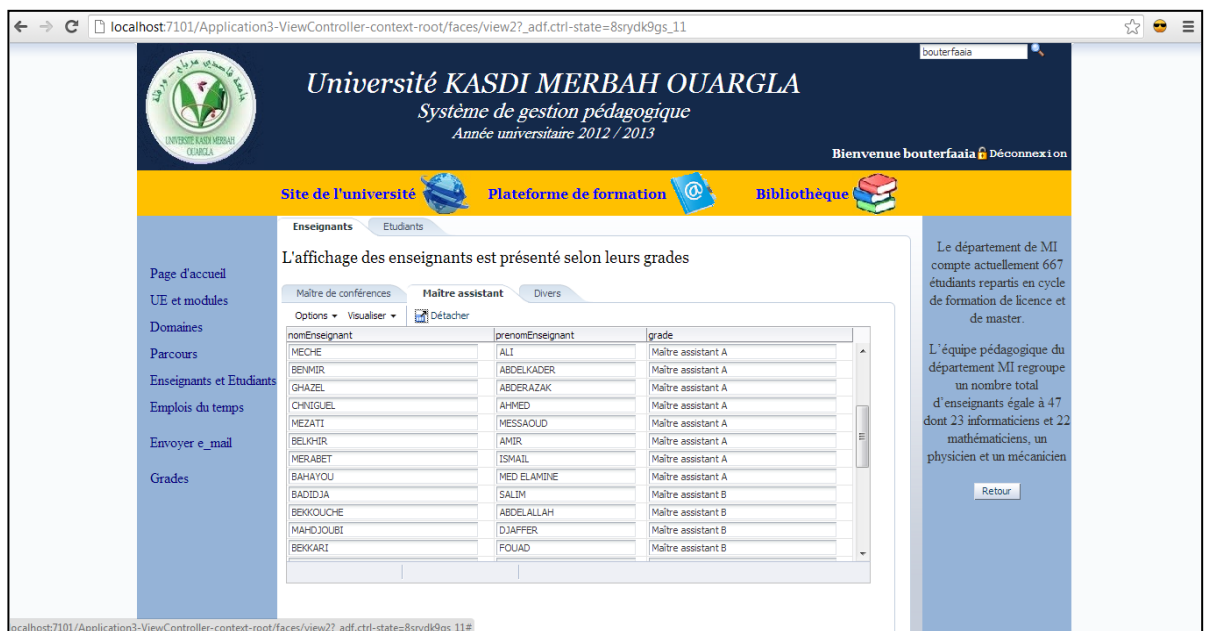 localhost:7101/Application3-ViewController-context-root/faces/view2?_adf.ctrl-state=8srydk9gs_11
bouterfaaia
جامعة قاصدي مرباح - ورقلة
UNIVERSITE KASDI MERBAH
OUARGLA
Université KASDI MERBAH OUARGLA
Système de gestion pédagogique
Année universitaire 2012 / 2013
Bienvenue bouterfaaia Déconnexion
Site de l'université Plateforme de formation @ Bibliothèque
Page d'accueil
UE et modules
Domaines
Parcours
Enseignants et Etudiants
Emplois du temps
Envoyer e_mail
Grades
Enseignants Etudiants
L'affichage des enseignants est présenté selon leurs grades
Maître de conférences Maître assistant Divers
Options Visualiser Détacher
nomEnseignant prenomEnseignant grade
MECHE ALI Maître assistant A
BENMIR ABDELKADER Maître assistant A
GHAZEL ABDERAZAK Maître assistant A
CHNIGUEL AHMED Maître assistant A
MEZATI MESSAOUD Maître assistant A
BELKHIR AMIR Maître assistant A
MERABET ISMAIL Maître assistant A
BAHAYOU MED ELAMINE Maître assistant A
BADIDJA SALIM Maître assistant B
BEKKOUCHE ABDELALLAH Maître assistant B
MAHDJOUBI DJAFFER Maître assistant B
BEKKARI FOUAD Maître assistant B
Le département de MI
compte actuellement 667
étudiants repartis en cycle
de formation de licence et
de master.
L'équipe pédagogique du
département MI regroupe
un nombre total
d'enseignants égale à 47
dont 23 informaticiens et 22
mathématiciens, un
physicien et un mécanicien
Retour
ocalhost:7101/Application3-ViewController-context-root/faces/view2?_adf.ctrl-state=8srydk9gs_11#